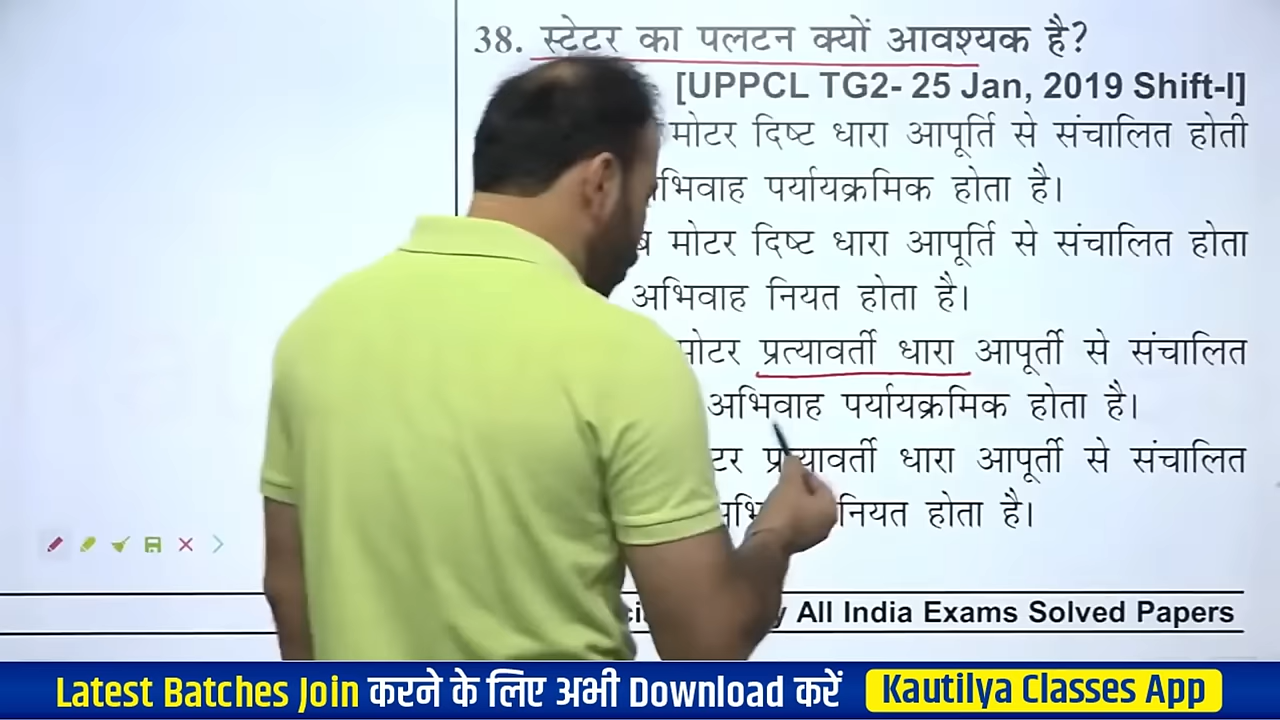 38. स्टेटर का पलटन क्यों आवश्यक है?
[UPPCL TG2- 25 Jan, 2019 Shift-I]
मोटर दिष्ट धारा आपूर्ति से संचालित होती
पर्यायक्रमिक होता है।
मोटर दिष्ट धारा आपूर्ति से संचालित होता
अभिवाह नियत होता है।
प्रत्यावर्ती धारा आपूर्ती से संचालित
अभिवाह पर्यायक्रमिक होता है।
प्रत्यावर्ती धारा आपूर्ती से संचालित
नियत होता है।
All India Exams Solved Papers
Latest Batches Join करने के लिए अभी Download करें Kautilya Classes App